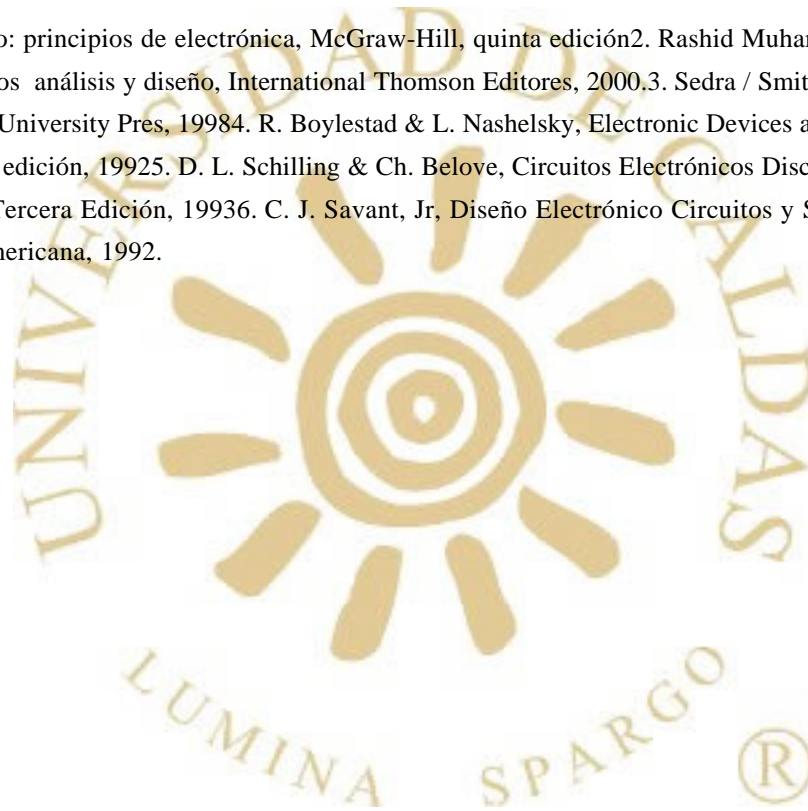 o: principios de electrónica, McGraw-Hill, quinta edición2. Rashid Muha
os análisis y diseño, International Thomson Editores, 2000.3. Sedra / Smit
University Pres, 19984. R. Boylestad & L. Nashelsky, Electronic Devices a
edición, 19925. D. L. Schilling & Ch. Belove, Circuitos Electrónicos Disc
Tercera Edición, 19936. C. J. Savant, Jr, Diseño Electrónico Circuitos y S
ericana, 1992.
UNIVERSIDAD DE CALDAS
LUMINA SPARGO ®